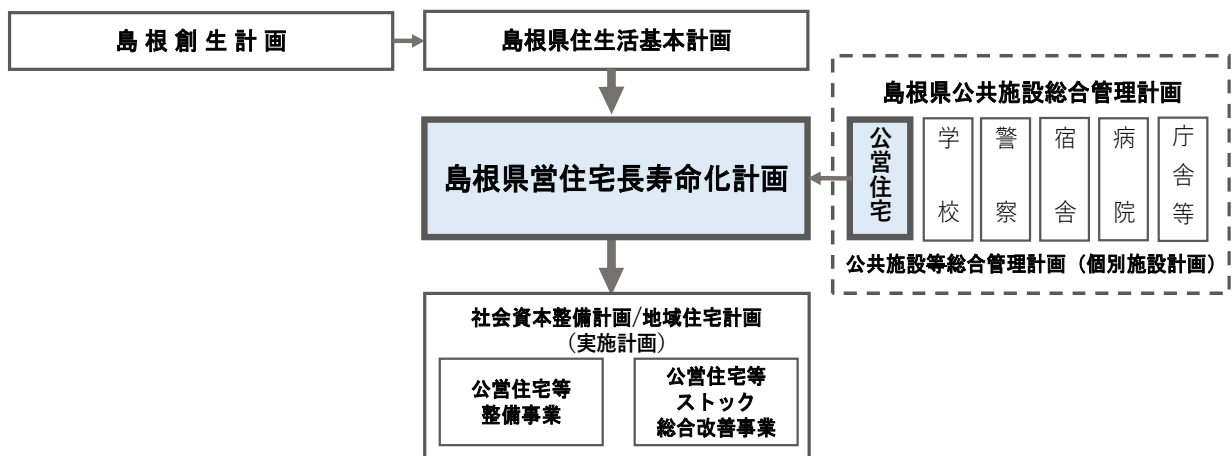 島根創生計画
島根県住生活基本計画
島根県公共施設総合管理計画
島根県営住宅長寿命化計画
公営住宅
学校
警察
宿舎
病院
庁舎等
公共施設等総合管理計画（個別施設計画）
社会資本整備計画/地域住宅計画
（実施計画）
公営住宅等
整備事業
公営住宅等
ストック
総合改善事業